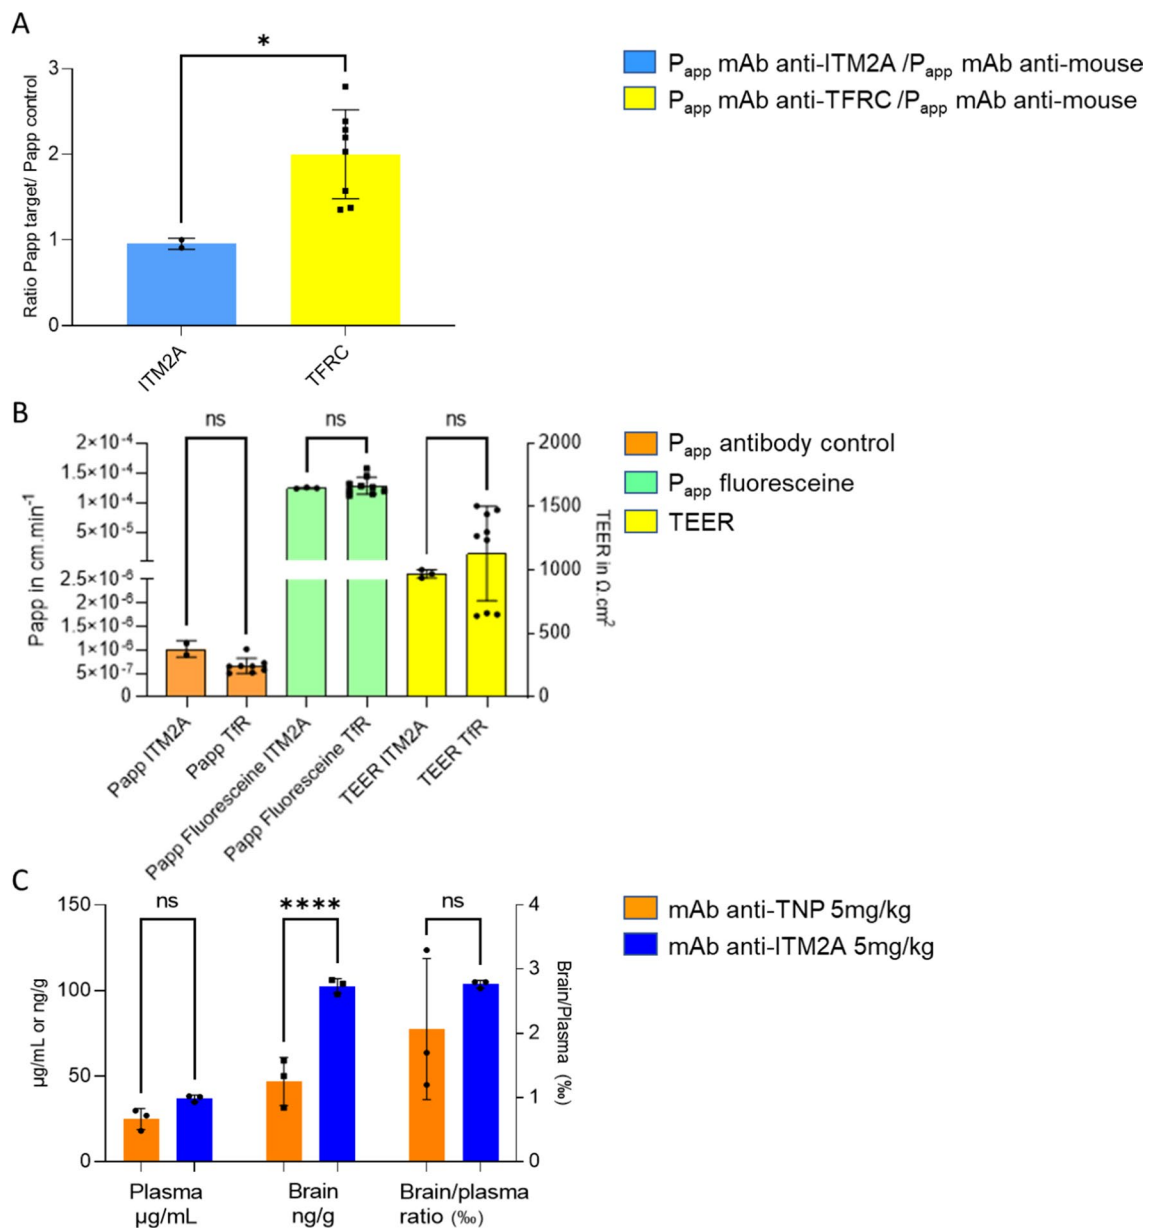 A
*
Ratio Papp target/ Papp control
3
2
1
0
ITM2A
TFRC
Papp mAb anti-ITM2A /Papp mAb anti-mouse
Papp mAb anti-TFRC /Papp mAb anti-mouse
B
ns
ns
ns
Papp in cm.min⁻¹
2×10⁻⁴
1.5×10⁻⁴
1×10⁻⁴
5×10⁻⁵
2.5×10⁻⁶
2×10⁻⁶
1.5×10⁻⁶
1×10⁻⁶
5×10⁻⁷
0
2000
1500
1000
500
0
TEER in Ω.cm²
Papp ITM2A
Papp TfR
Papp Fluoresceine ITM2A
Papp Fluoresceine TfR
TEER ITM2A
TEER TfR
Papp antibody control
Papp fluoresceine
TEER
C
ns
****
ns
µg/mL or ng/g
150
100
50
0
4
3
2
1
0
Brain/Plasma (‰)
Plasma
µg/mL
Brain
ng/g
Brain/plasma
ratio (‰)
mAb anti-TNP 5mg/kg
mAb anti-ITM2A 5mg/kg